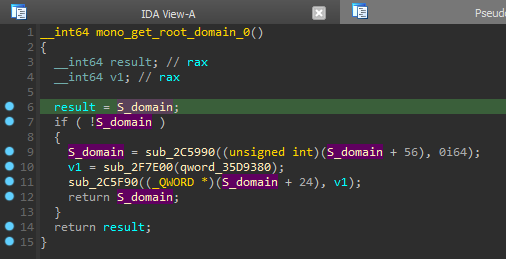 IDA View-A Pseud
1 __int64 mono_get_root_domain_0()
2 {
3 __int64 result; // rax
4 __int64 v1; // rax
5
6 result = S_domain;
7 if ( !S_domain )
8 {
9 S_domain = sub_2C5990((unsigned int)(S_domain + 56), 0i64);
10 v1 = sub_2F7E00(qword_35D9380);
11 sub_2C5F90((_QWORD *)(S_domain + 24), v1);
12 return S_domain;
13 }
14 return result;
15 }